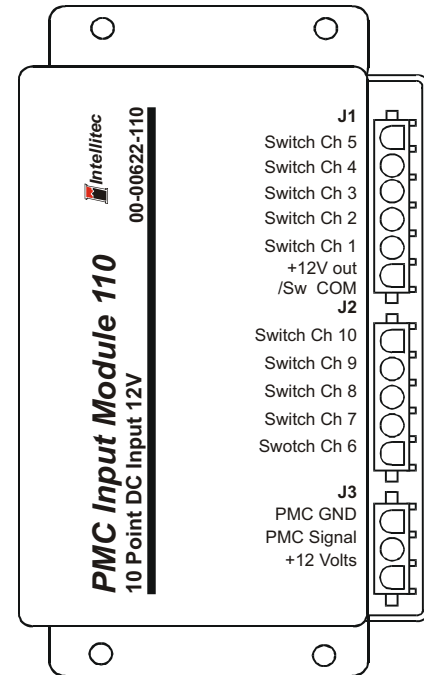 PMC Input Module 110
10 Point DC Input 12V
Intellitec
00-00622-110
J1
Switch Ch 5
Switch Ch 4
Switch Ch 3
Switch Ch 2
Switch Ch 1
+12V out
/Sw COM
J2
Switch Ch 10
Switch Ch 9
Switch Ch 8
Switch Ch 7
Swotch Ch 6
J3
PMC GND
PMC Signal
+12 Volts